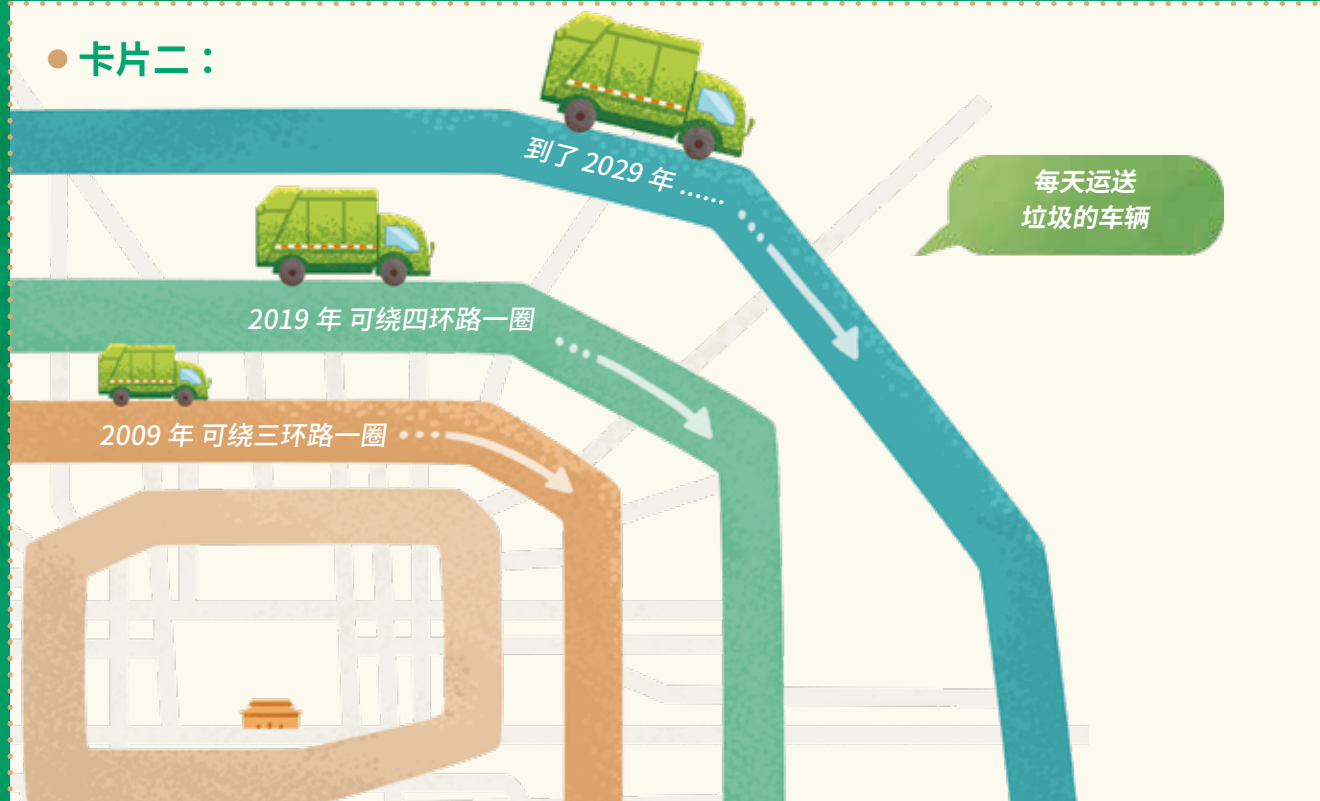 卡片二：
到了 2029 年 ......
每天运送
垃圾的车辆
2019 年 可绕四环路一圈
2009 年 可绕三环路一圈